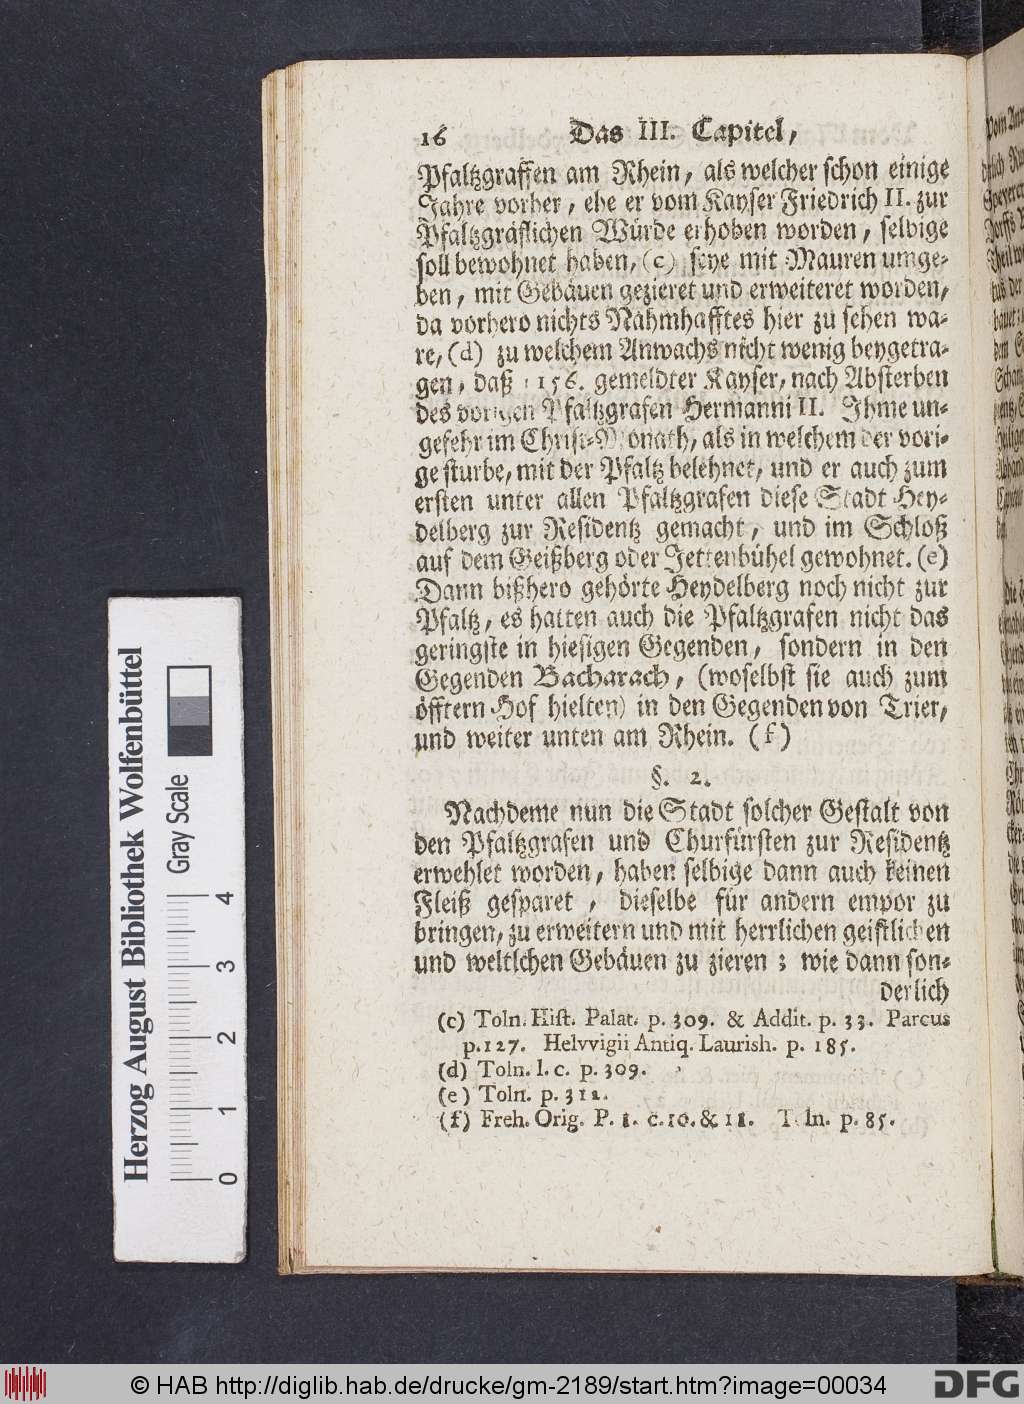 16 Das III. Capitel,
Pfaltzgraffen am Rhein, als welcher schon einige
Jahre vorher, ehe er vom Kayser Friedrich II. zur
Pfaltzgräflichen Würde erhoben worden, selbige
soll bewohnet haben, (c) seye mit Mauren umge-
ben, mit Gebäuen gezieret und erweiteret worden,
da vorhero nichts Nahmhafftes hier zu sehen wa-
re, (d) zu welchem Anwachs nicht wenig beygetra-
gen, daß 1156. gemeldter Kayser, nach Absterben
des vorigen Pfaltzgrafen Hermanni II. Ihme un-
gefehr im Christ-Monath, als in welchem der vori-
ge sturbe, mit der Pfaltz belehnet, und er auch zum
ersten unter allen Pfaltzgrafen diese Stadt Hey-
delberg zur Residentz gemacht, und im Schloß
auf dem Geißberg oder Jettenbühel gewohnet. (e)
Dann bißhero gehörte Heydelberg noch nicht zur
Pfaltz, es hatten auch die Pfaltzgrafen nicht das
geringste in hiesigen Gegenden, sondern in den
Gegenden Bacharach, (woselbst sie auch zum
öfftern Hof hielten) in den Gegenden von Trier,
und weiter unten am Rhein. (f)
§. 2.
Nachdeme nun die Stadt solcher Gestalt von
den Pfaltzgrafen und Churfürsten zur Residentz
erwehlet worden, haben selbige dann auch keinen
Fleiß gesparet, dieselbe für andern empor zu
bringen, zu erweitern und mit herrlichen geistlichen
und weltlchen Gebäuen zu zieren; wie dann son-
derlich
(c) Toln. Hist. Palat. p. 309. & Addit. p. 33. Pareus
p. 127. Helvvigii Antiq. Laurish. p. 185.
(d) Toln. l. c. p. 309.
(e) Toln. p. 312.
(f) Freh. Orig. P. 1. c. 10. & 11. Toln. p. 85.
Herzog August Bibliothek Wolfenbüttel
Gray Scale
0 1 2 3 4
© HAB http://diglib.hab.de/drucke/gm-2189/start.htm?image=00034
DFG